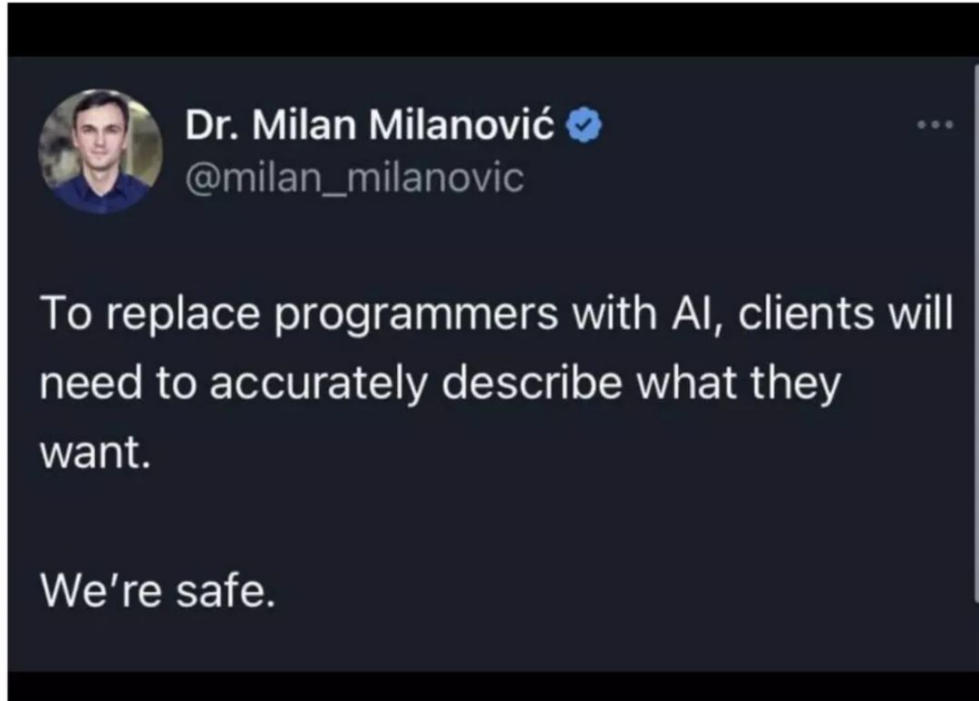 Dr. Milan Milanović
@milan_milanovic
To replace programmers with AI, clients will
need to accurately describe what they
want.
We're safe.